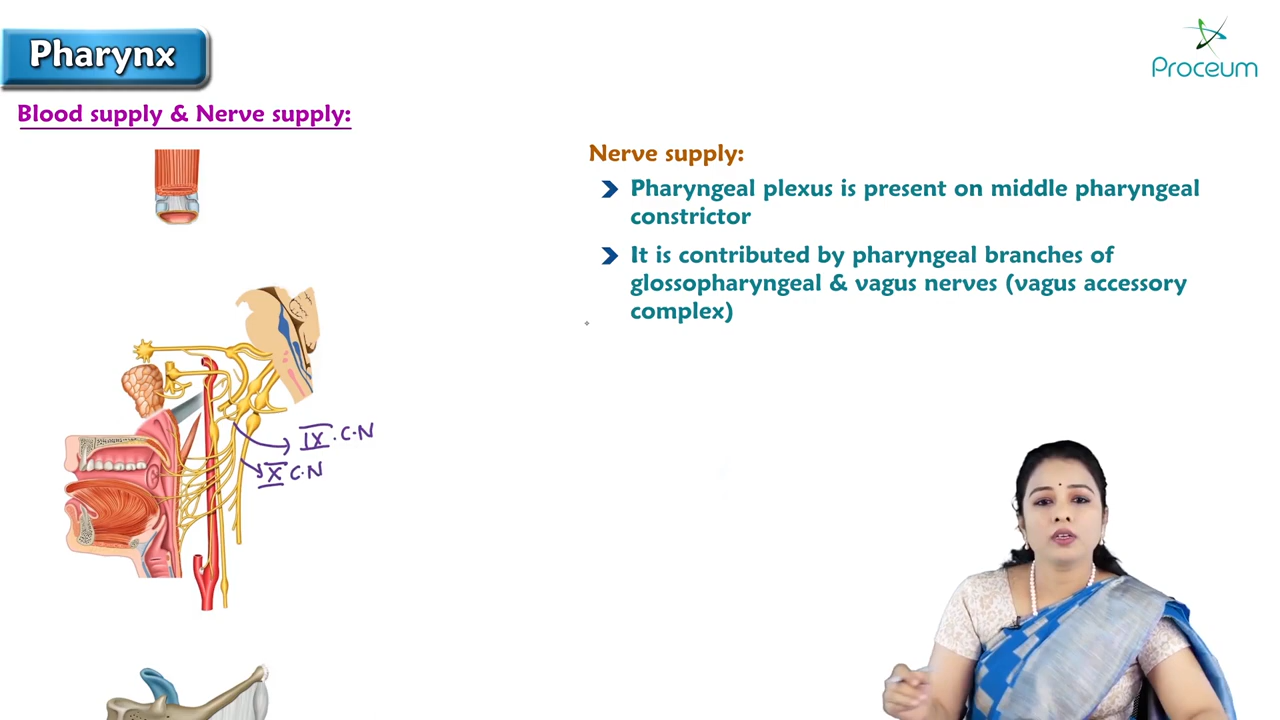 Pharynx
Proceum
Blood supply & Nerve supply:
Nerve supply:
Pharyngeal plexus is present on middle pharyngeal
constrictor
It is contributed by pharyngeal branches of
glossopharyngeal & vagus nerves (vagus accessory
complex)
IX. C.N
X C.N